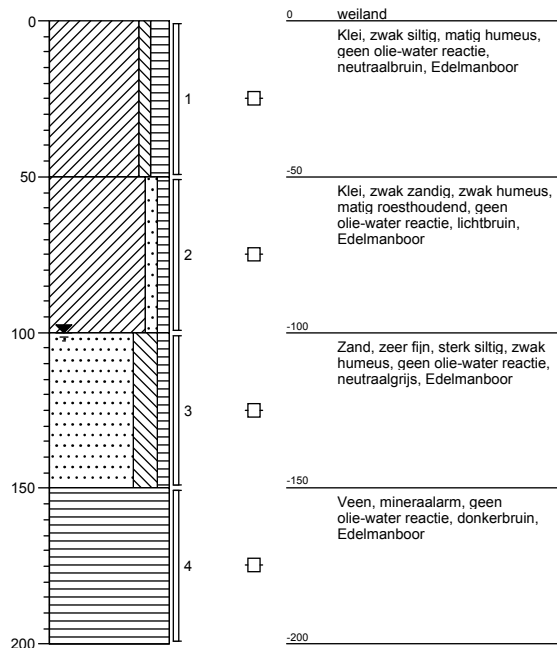 0
0
weiland
Klei, zwak siltig, matig humeus,
geen olie-water reactie,
neutraalbruin, Edelmanboor
1
50
-50
Klei, zwak zandig, zwak humeus,
matig roesthoudend, geen
olie-water reactie, lichtbruin,
Edelmanboor
2
100
-100
Zand, zeer fijn, sterk siltig, zwak
humeus, geen olie-water reactie,
neutraalgrijs, Edelmanboor
3
150
-150
Veen, mineraalarm, geen
olie-water reactie, donkerbruin,
Edelmanboor
4
200
-200